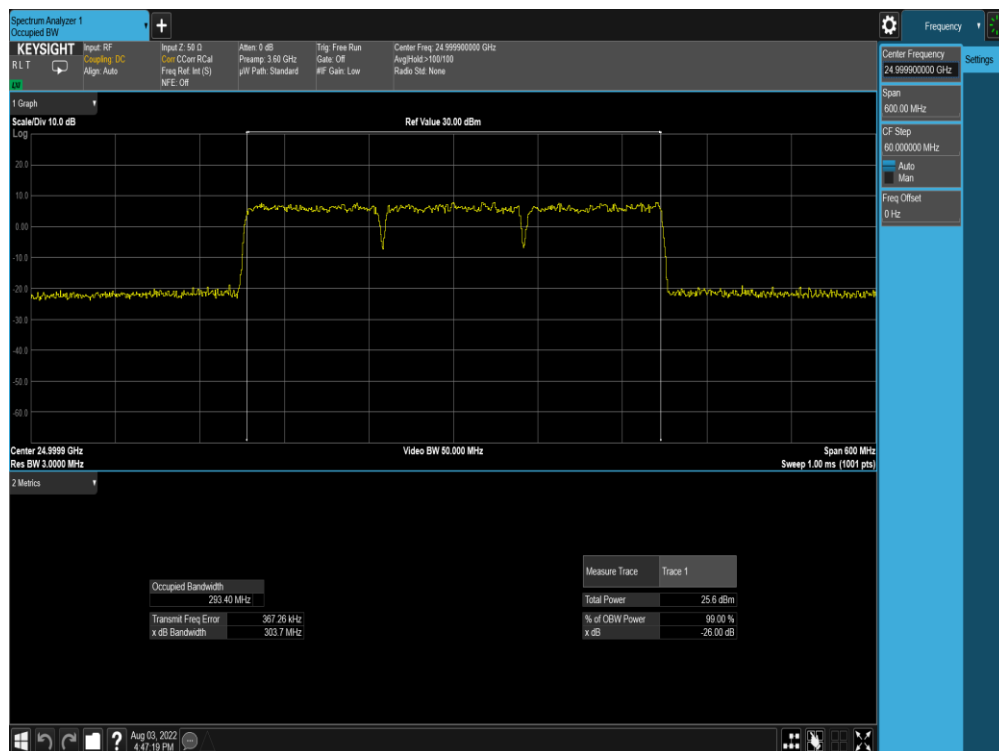 Spectrum Analyzer 1
Occupied BW
+
Frequency
KEYSIGHT
R L T
Input: RF
Coupling: DC
Align: Auto
Input Z: 50 Ω
Corr CCorr RCal
Freq Ref: Int (S)
NFE: Off
Atten: 0 dB
Preamp: 3.60 GHz
µW Path: Standard
Trig: Free Run
Gate: Off
#IF Gain: Low
Center Freq: 24.999900000 GHz
Avg|Hold:>100/100
Radio Std: None
Center Frequency
24.999900000 GHz
Settings
Span
600.00 MHz
CF Step
60.000000 MHz
Auto
Man
Freq Offset
0 Hz
1 Graph
Scale/Div 10.0 dB
Ref Value 30.00 dBm
Log
20.0
10.0
0.00
-10.0
-20.0
-30.0
-40.0
-50.0
-60.0
Center 24.9999 GHz
Video BW 50.000 MHz
Span 600 MHz
Res BW 3.0000 MHz
Sweep 1.00 ms (1001 pts)
2 Metrics
Occupied Bandwidth
293.40 MHz
Transmit Freq Error 367.26 kHz
x dB Bandwidth 303.7 MHz
Measure Trace Trace 1
Total Power 25.6 dBm
% of OBW Power 99.00 %
x dB -26.00 dB
?
Aug 03, 2022
4:47:19 PM